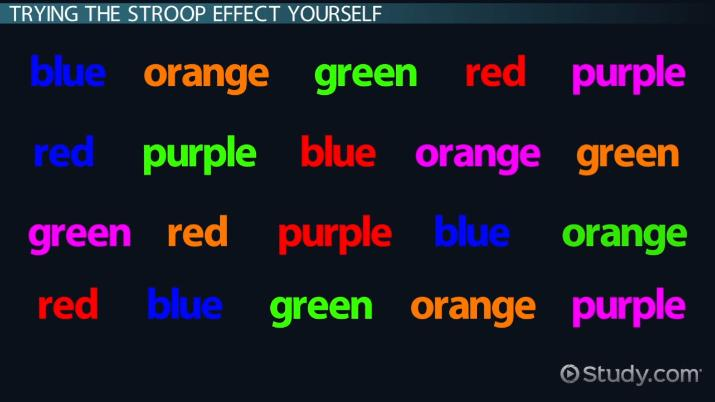 TRYING THE STROOP EFFECT YOURSELF
blue orange green red purple
red purple blue orange green
green red purple blue orange
red blue green orange purple
Study.com